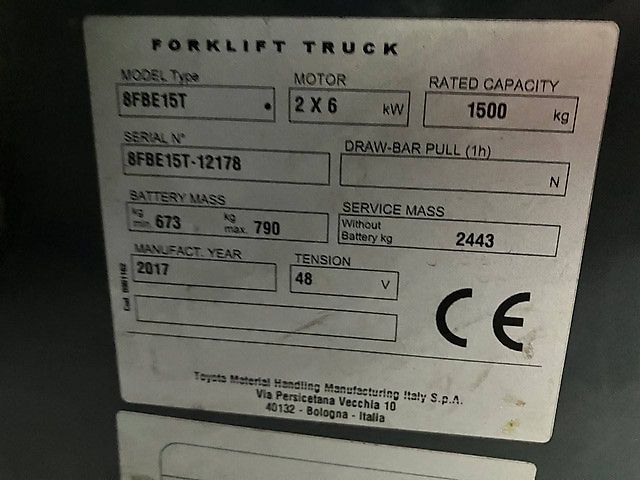 FORKLIFT TRUCK
MODEL Type MOTOR RATED CAPACITY
8FBE15T 2 X 6 kW 1500 kg
SERIAL N° DRAW-BAR PULL (1h)
8FBE15T-12178 N
BATTERY MASS SERVICE MASS
kg min. 673 kg max. 790 Without Battery kg 2443
MANUFACT. YEAR TENSION
2017 48 V
CE
Toyota Material Handling Manufacturing Italy S.p.A.
Via Persicetana Vecchia 10
40132 - Bologna - Italia